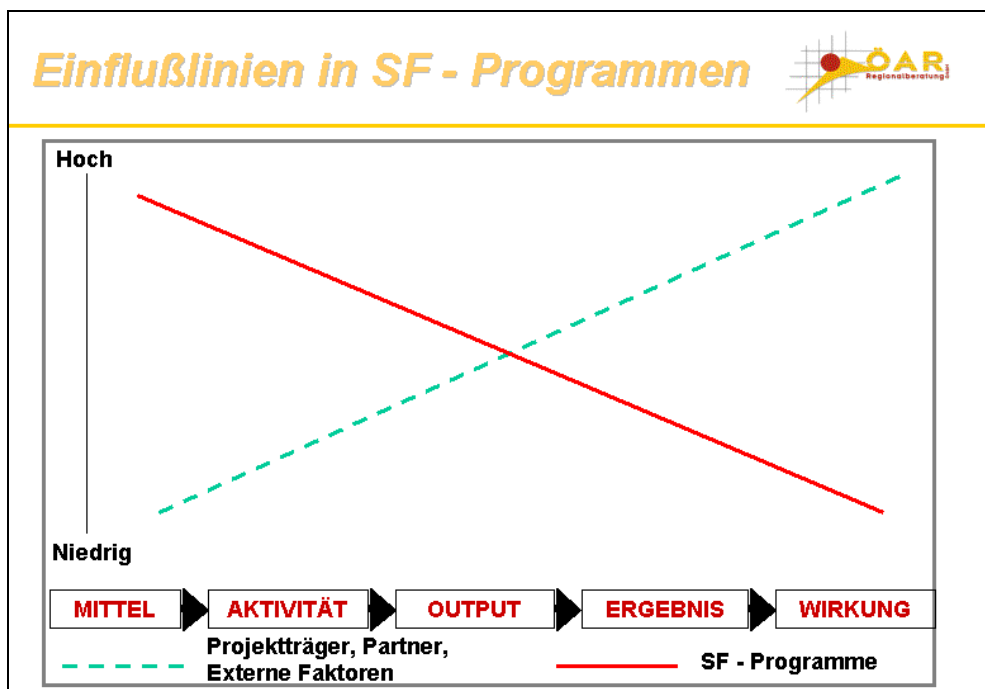 Einflußlinien in SF - Programmen
ÖAR
Regionalberatung
GmbH
Hoch
Niedrig
MITTEL
AKTIVITÄT
OUTPUT
ERGEBNIS
WIRKUNG
Projektträger, Partner,
Externe Faktoren
SF - Programme